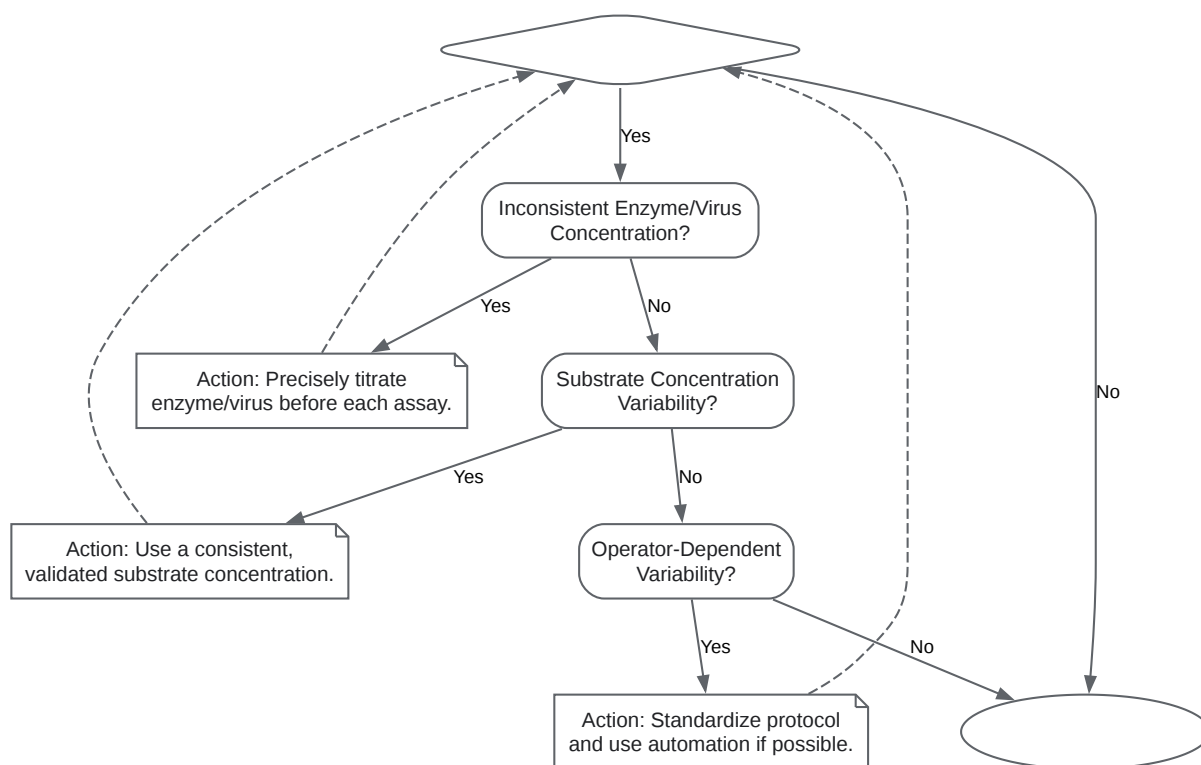 Yes
Inconsistent Enzyme/Virus
Concentration?
Yes
No
Action: Precisely titrate
enzyme/virus before each assay.
Substrate Concentration
Variability?
No
Yes
No
Action: Use a consistent,
validated substrate concentration.
Operator-Dependent
Variability?
Yes
No
Action: Standardize protocol
and use automation if possible.